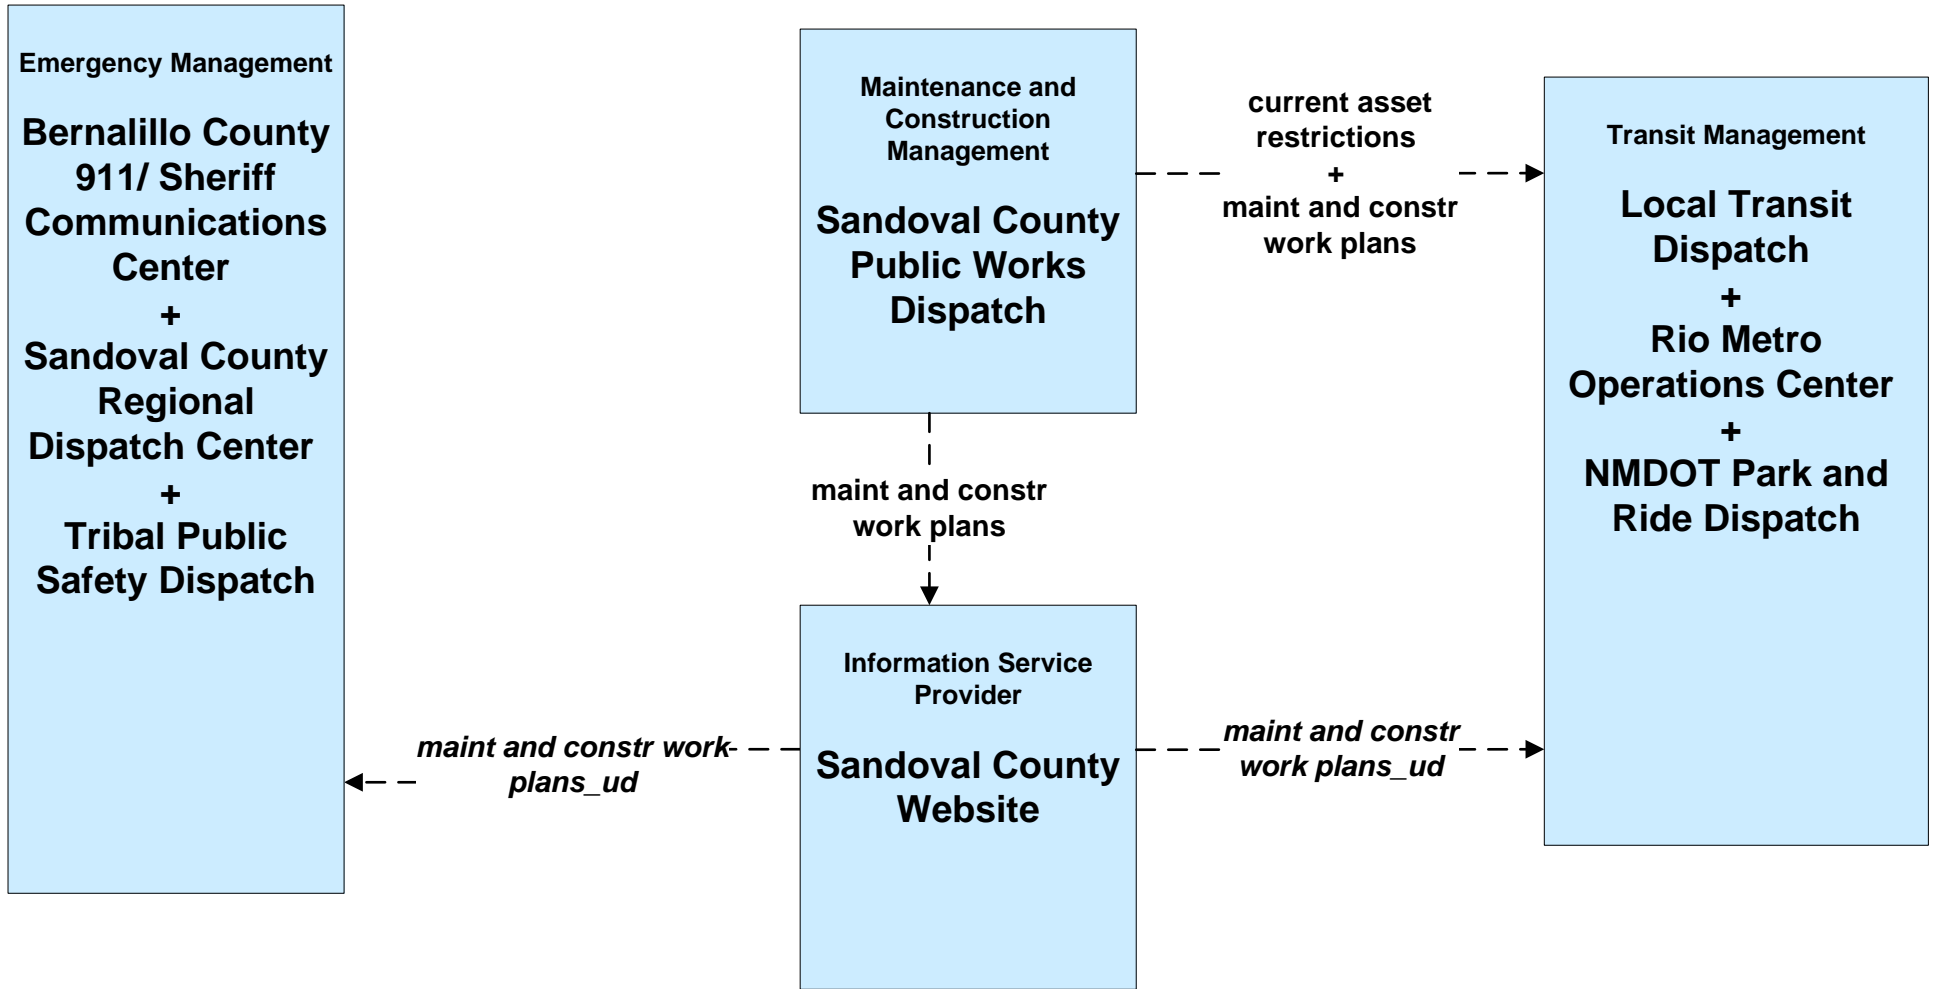 Emergency Management
Bernalillo County
911/ Sheriff
Communications
Center
+
Sandoval County
Regional
Dispatch Center
+
Tribal Public
Safety Dispatch
Maintenance and
Construction
Management
Sandoval County
Public Works
Dispatch
current asset
restrictions
+
maint and constr
work plans
Transit Management
Local Transit
Dispatch
+
Rio Metro
Operations Center
+
NMDOT Park and
Ride Dispatch
maint and constr
work plans
Information Service
Provider
Sandoval County
Website
maint and constr work
plans_ud
maint and constr
work plans_ud